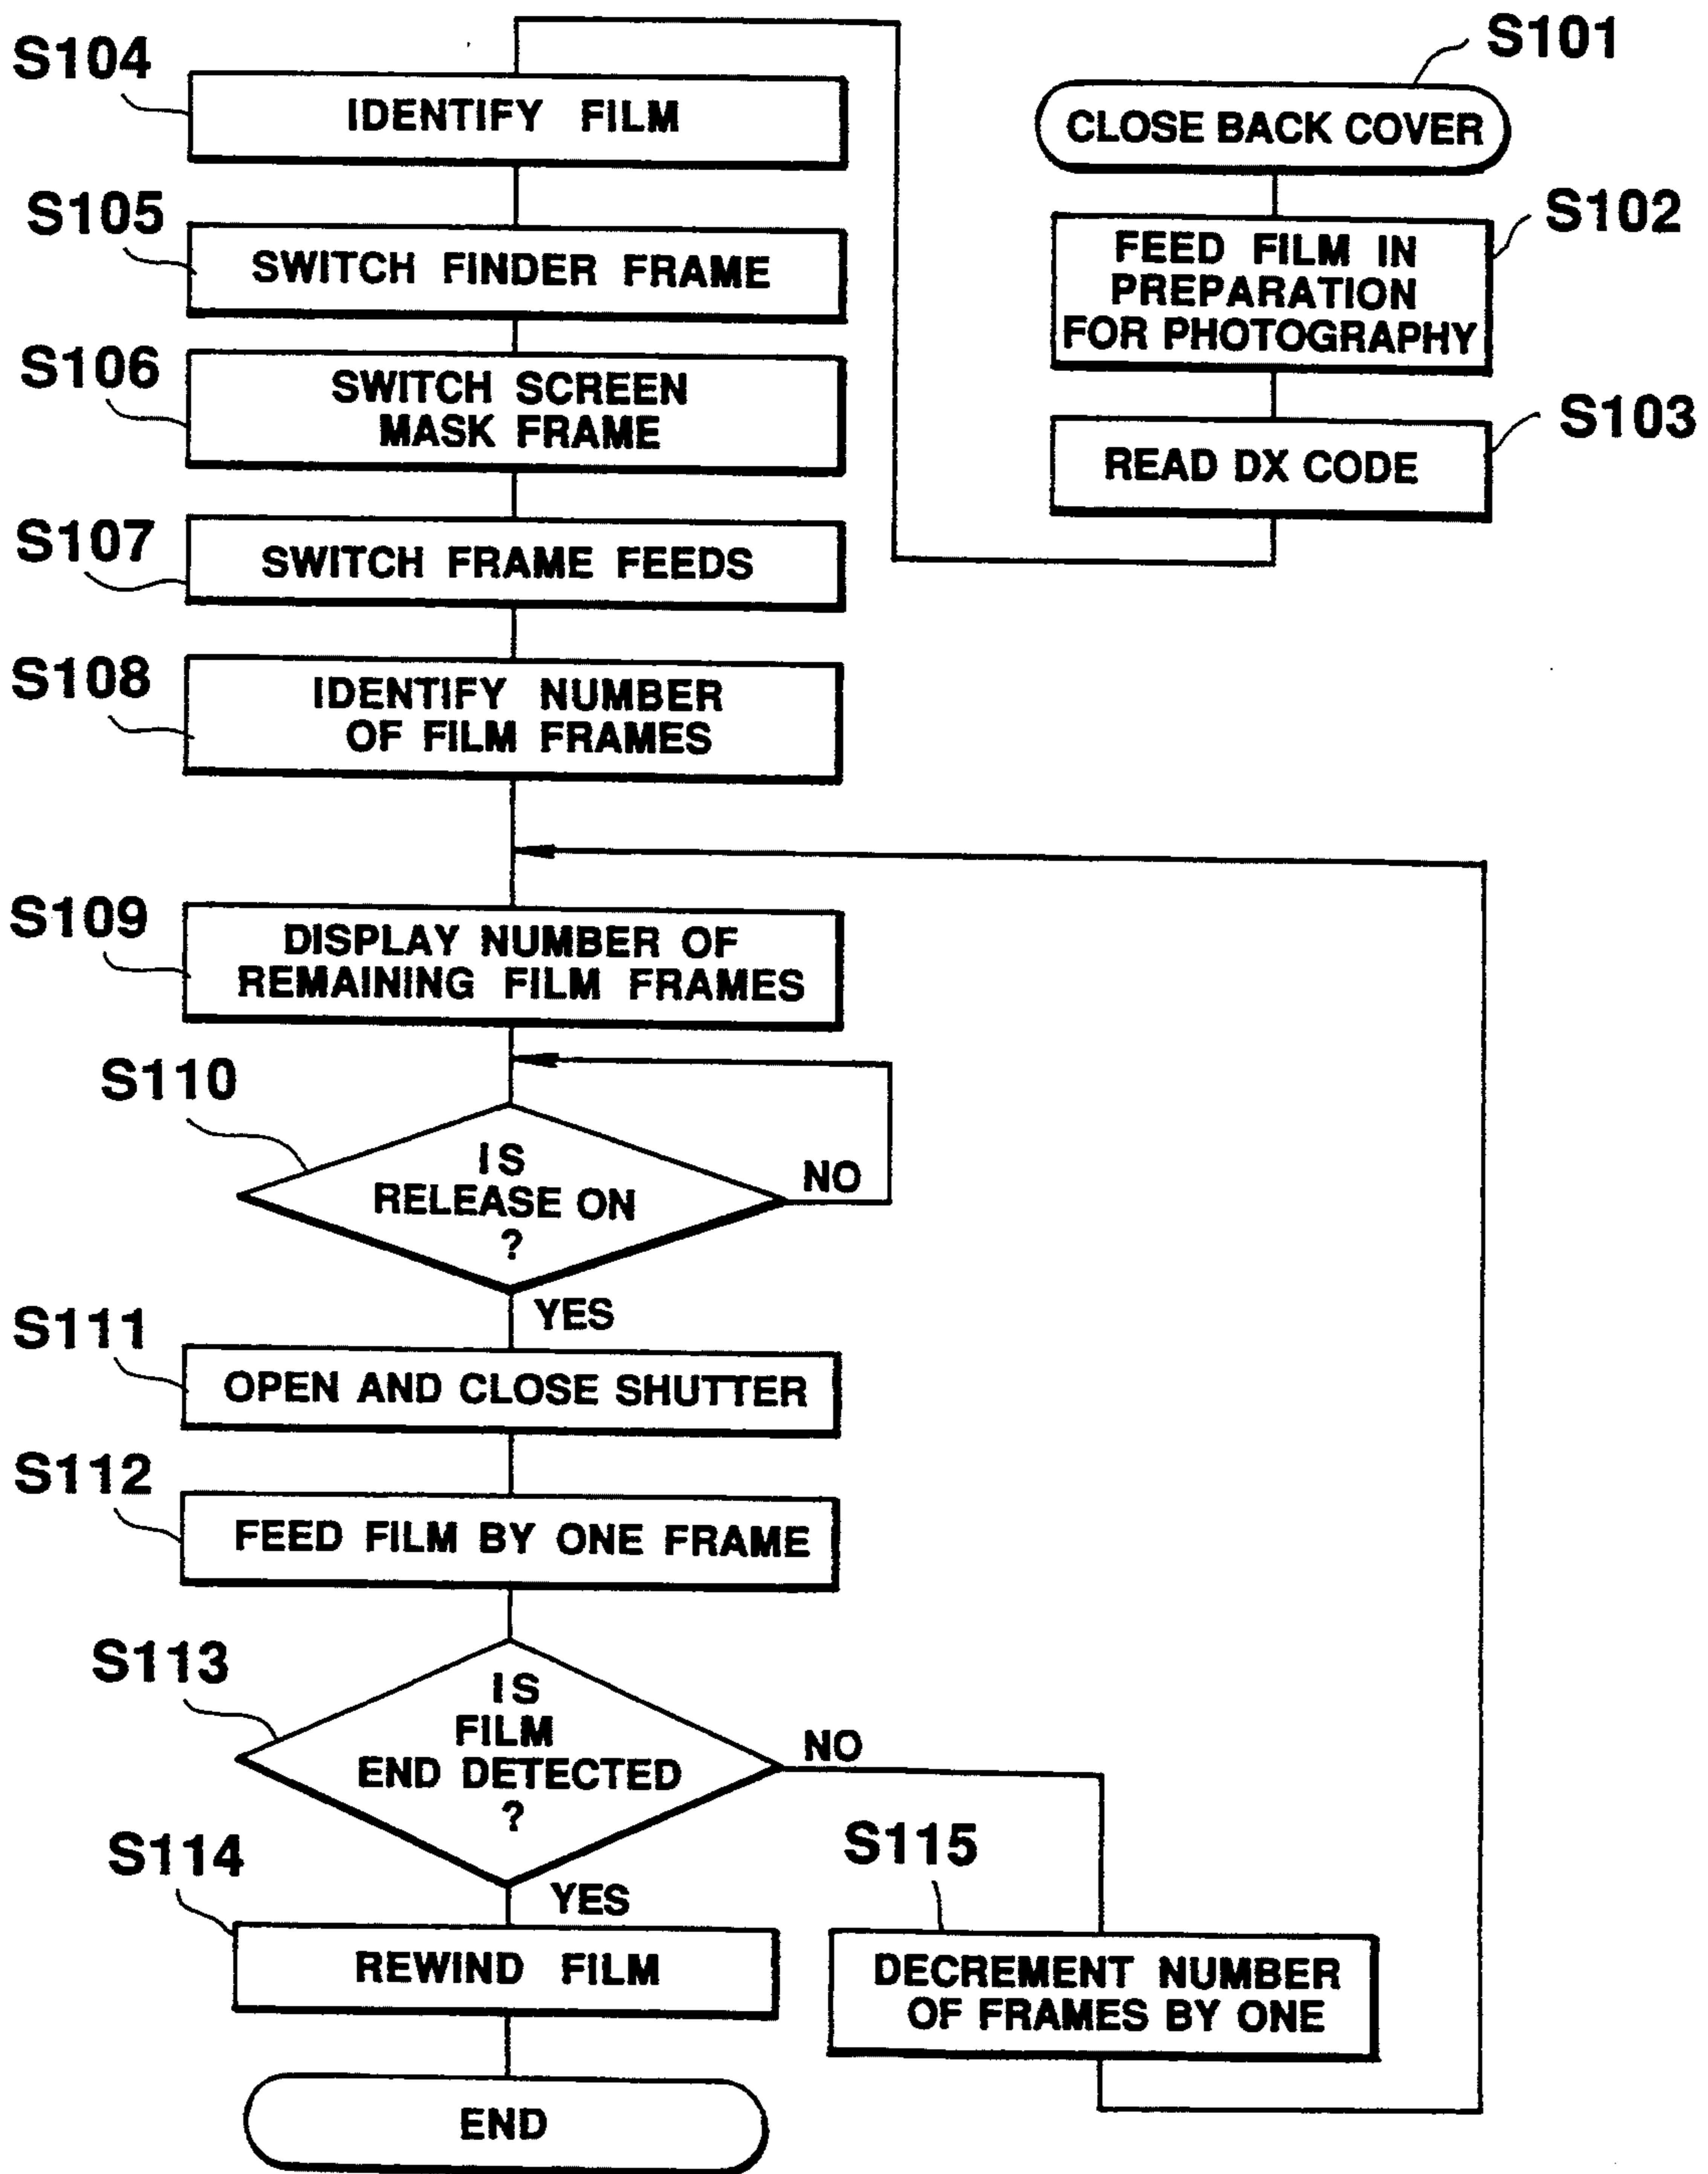 S101
CLOSE BACK COVER
S102
FEED FILM IN
PREPARATION
FOR PHOTOGRAPHY
S103
READ DX CODE
S104
IDENTIFY FILM
S105
SWITCH FINDER FRAME
S106
SWITCH SCREEN
MASK FRAME
S107
SWITCH FRAME FEEDS
S108
IDENTIFY NUMBER
OF FILM FRAMES
S109
DISPLAY NUMBER OF
REMAINING FILM FRAMES
S110
IS
RELEASE ON
?
NO
YES
S111
OPEN AND CLOSE SHUTTER
S112
FEED FILM BY ONE FRAME
S113
IS
FILM
END DETECTED
?
NO
YES
S114
REWIND FILM
S115
DECREMENT NUMBER
OF FRAMES BY ONE
END